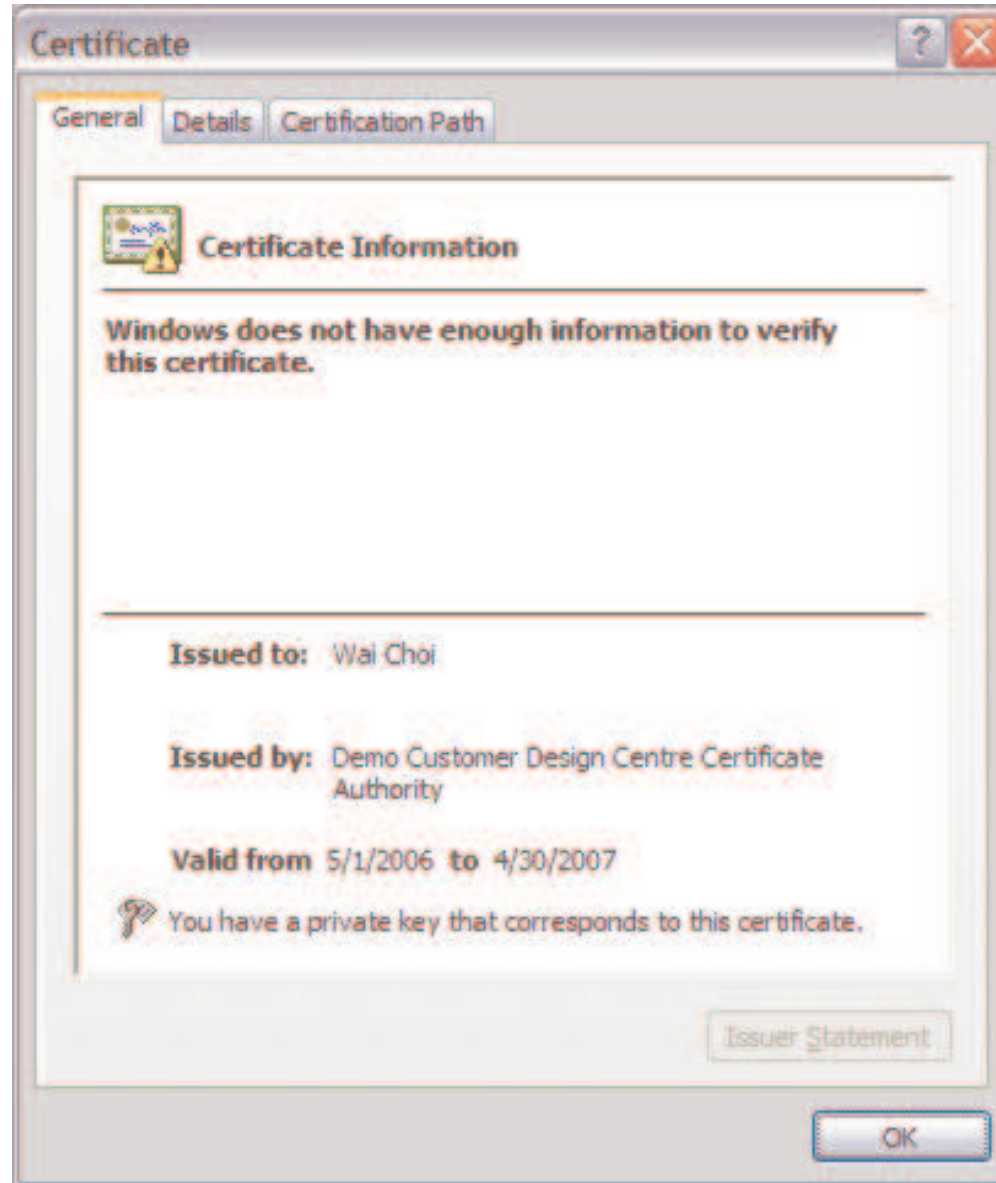 Certificate
General Details Certification Path
Certificate Information
Windows does not have enough information to verify
this certificate.
Issued to: Wai Choi
Issued by: Demo Customer Design Centre Certificate
Authority
Valid from 5/1/2006 to 4/30/2007
You have a private key that corresponds to this certificate.
Issuer Statement
OK